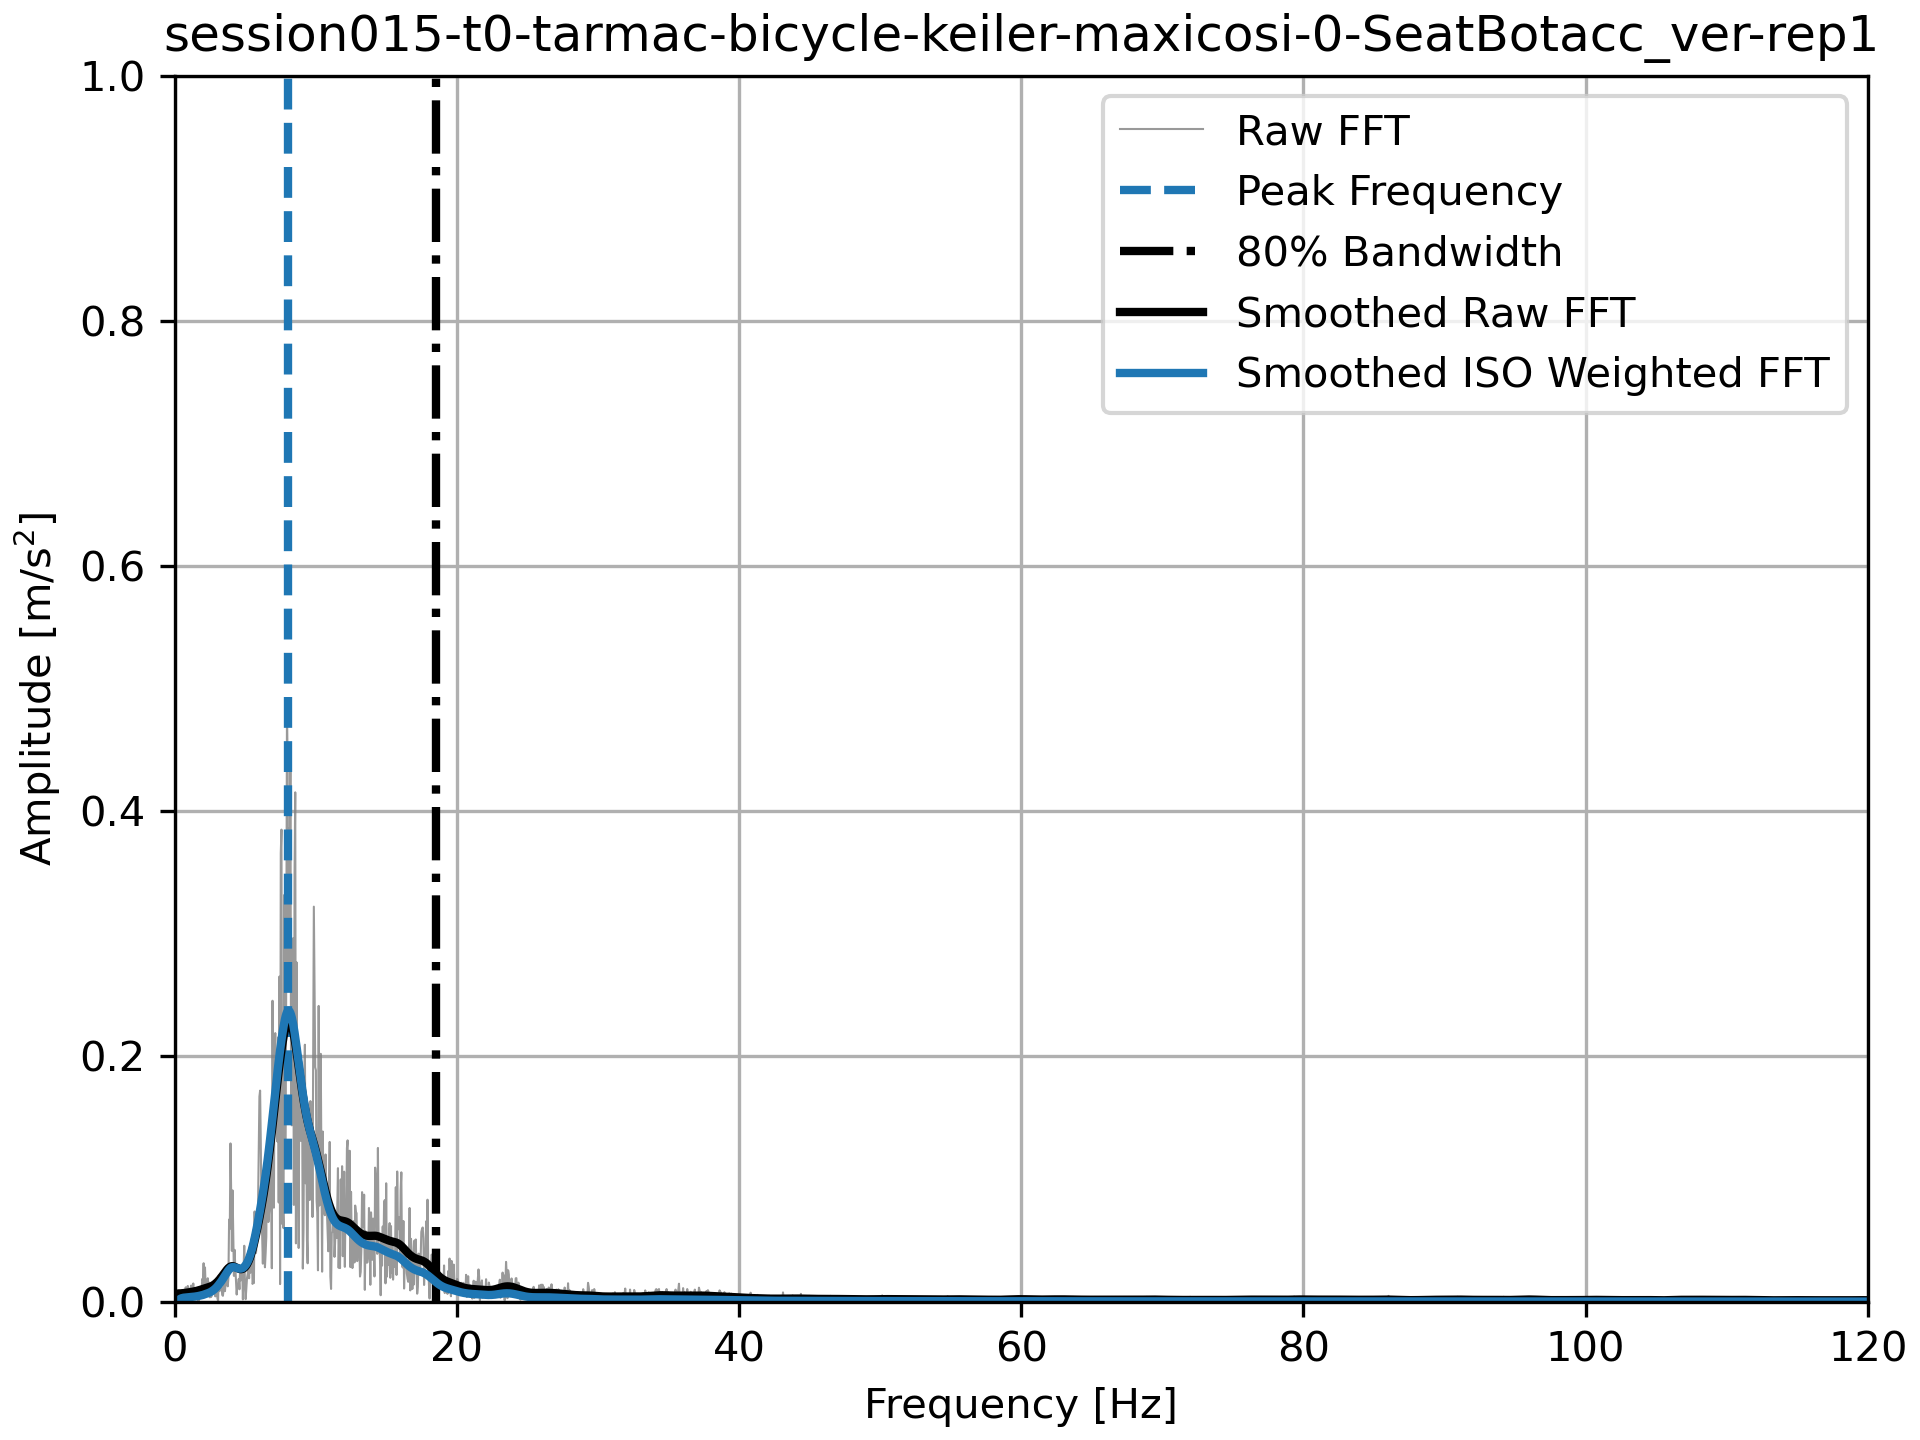 session015-t0-tarmac-bicycle-keiler-maxicosi-0-SeatBotacc_ver-rep1
1.0
0.8
0.6
0.4
0.2
0.0
Amplitude [m/s²]
Raw FFT
Peak Frequency
80% Bandwidth
Smoothed Raw FFT
Smoothed ISO Weighted FFT
0 20 40 60 80 100 120
Frequency [Hz]